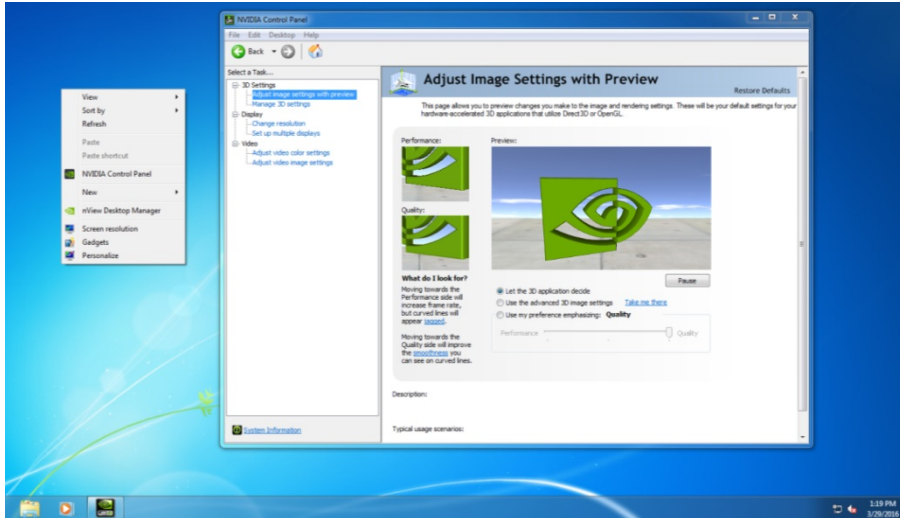 NVIDIA Control Panel
File Edit Desktop Help
Back
Select a Task...
3D Settings
Adjust image settings with preview
Manage 3D settings
Display
Change resolution
Set up multiple displays
Video
Adjust video color settings
Adjust video image settings
System Information
Adjust Image Settings with Preview
Restore Defaults
This page allows you to preview changes you make to the image and rendering settings. These will be your default settings for your
hardware-accelerated 3D applications that utilize Direct3D or OpenGL.
Performance:
Quality:
What do I look for?
Moving towards the
Performance side will
increase frame rate,
but curved lines will
appear jagged.
Moving towards the
Quality side will improve
the smoothness you
can see on curved lines.
Preview:
Pause
Let the 3D application decide
Use the advanced 3D image settings Take me there
Use my preference emphasizing: Quality
Performance Quality
Description:
Typical usage scenarios:
View
Sort by
Refresh
Paste
Paste shortcut
NVIDIA Control Panel
New
nView Desktop Manager
Screen resolution
Gadgets
Personalize
1:19 PM
3/29/2016